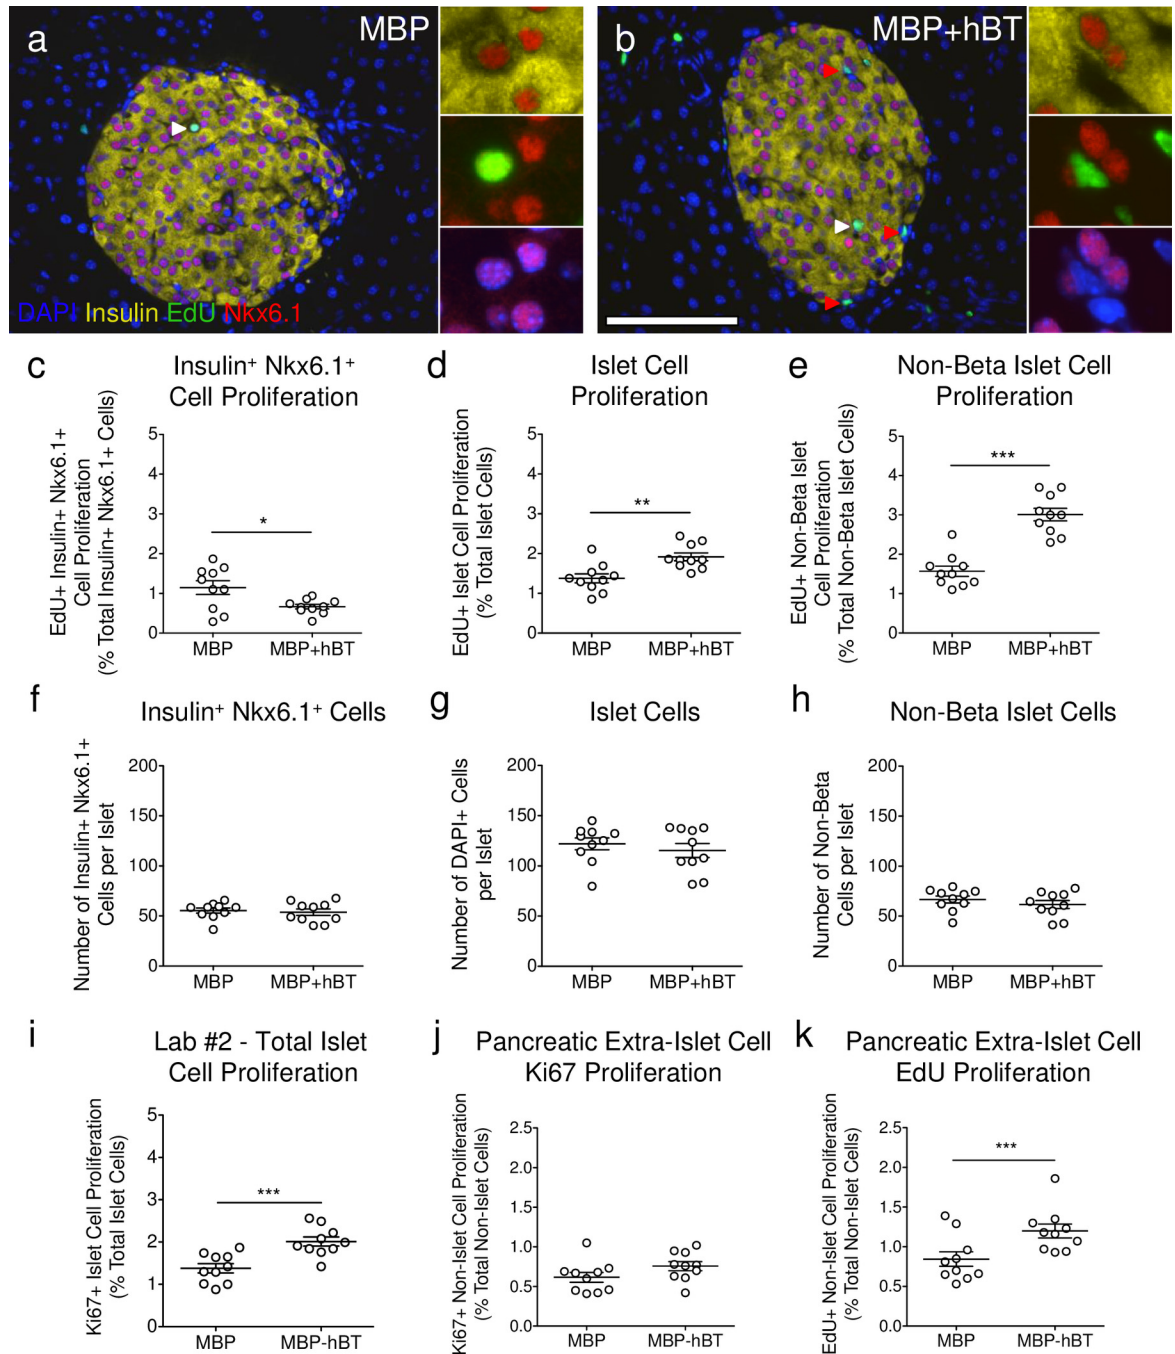 a
MBP
b
MBP+hBT
DAPI Insulin EdU Nkx6.1
c
Insulin⁺ Nkx6.1⁺
Cell Proliferation
EdU+ Insulin+ Nkx6.1+
Cell Proliferation
(% Total Insulin+ Nkx6.1+ Cells)
5
4
3
2
1
0
*
MBP
MBP+hBT
d
Islet Cell
Proliferation
EdU+ Islet Cell Proliferation
(% Total Islet Cells)
5
4
3
2
1
0
**
MBP
MBP+hBT
e
Non-Beta Islet Cell
Proliferation
EdU+ Non-Beta Islet
Cell Proliferation
(% Total Non-Beta Islet Cells)
5
4
3
2
1
0
***
MBP
MBP+hBT
f
Insulin⁺ Nkx6.1⁺ Cells
Number of Insulin+ Nkx6.1+
Cells per Islet
200
150
100
50
0
MBP
MBP+hBT
g
Islet Cells
Number of DAPI+ Cells
per Islet
200
150
100
50
0
MBP
MBP+hBT
h
Non-Beta Islet Cells
Number of Non-Beta
Cells per Islet
200
150
100
50
0
MBP
MBP+hBT
i
Lab #2 - Total Islet
Cell Proliferation
Ki67+ Islet Cell Proliferation
(% Total Islet Cells)
5
4
3
2
1
0
***
MBP
MBP-hBT
j
Pancreatic Extra-Islet Cell
Ki67 Proliferation
Ki67+ Non-Islet Cell Proliferation
(% Total Non-Islet Cells)
2.5
2.0
1.5
1.0
0.5
0.0
MBP
MBP-hBT
k
Pancreatic Extra-Islet Cell
EdU Proliferation
EdU+ Non-Islet Cell Proliferation
(% Total Non-Islet Cells)
2.5
2.0
1.5
1.0
0.5
0.0
***
MBP
MBP-hBT